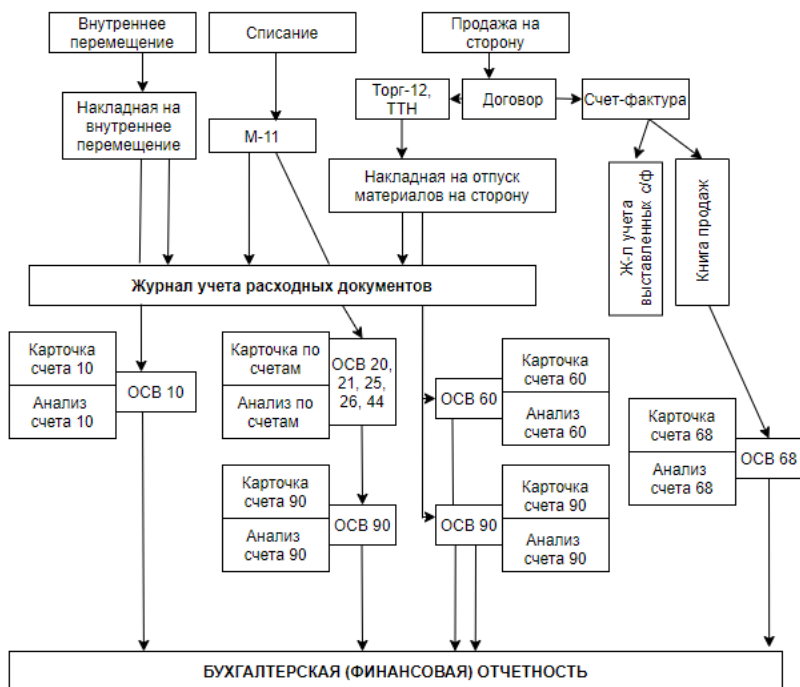 Внутреннее
перемещение
Списание
Продажа на
сторону
Накладная на
внутреннее
перемещение
М-11
Торг-12,
ТТН
Договор
Счет-фактура
Накладная на отпуск
материалов на сторону
Ж-л учета
выставленных с/ф
Книга продаж
Журнал учета расходных документов
Карточка
счета 10
Анализ
счета 10
ОСВ 10
Карточка по
счетам
Анализ по
счетам
ОСВ 20,
21, 25,
26, 44
ОСВ 60
Карточка
счета 60
Анализ
счета 60
Карточка
счета 68
Анализ
счета 68
ОСВ 68
Карточка
счета 90
Анализ
счета 90
ОСВ 90
ОСВ 90
Карточка
счета 90
Анализ
счета 90
БУХГАЛТЕРСКАЯ (ФИНАНСОВАЯ) ОТЧЕТНОСТЬ